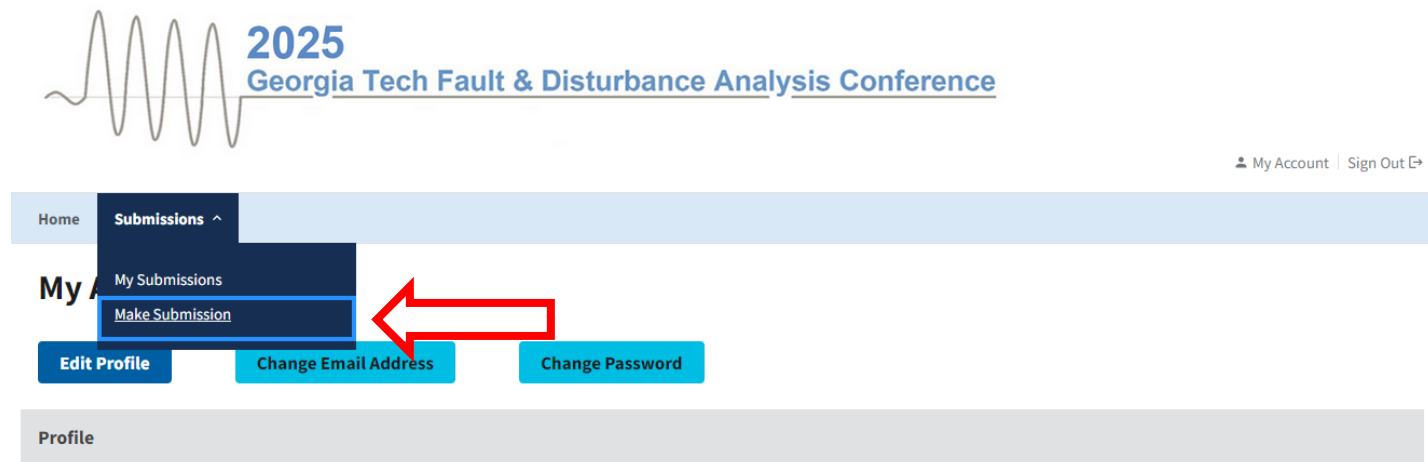 2025
Georgia Tech Fault & Disturbance Analysis Conference
My Account Sign Out
Home Submissions
My Submissions
My
Make Submission
Edit Profile Change Email Address Change Password
Profile